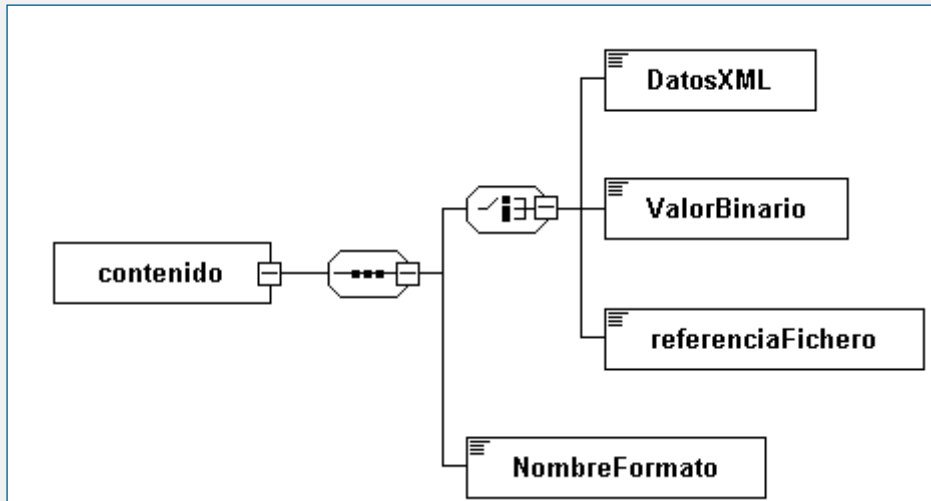 DatosXML
ValorBinario
contenido
referenciaFichero
NombreFormato